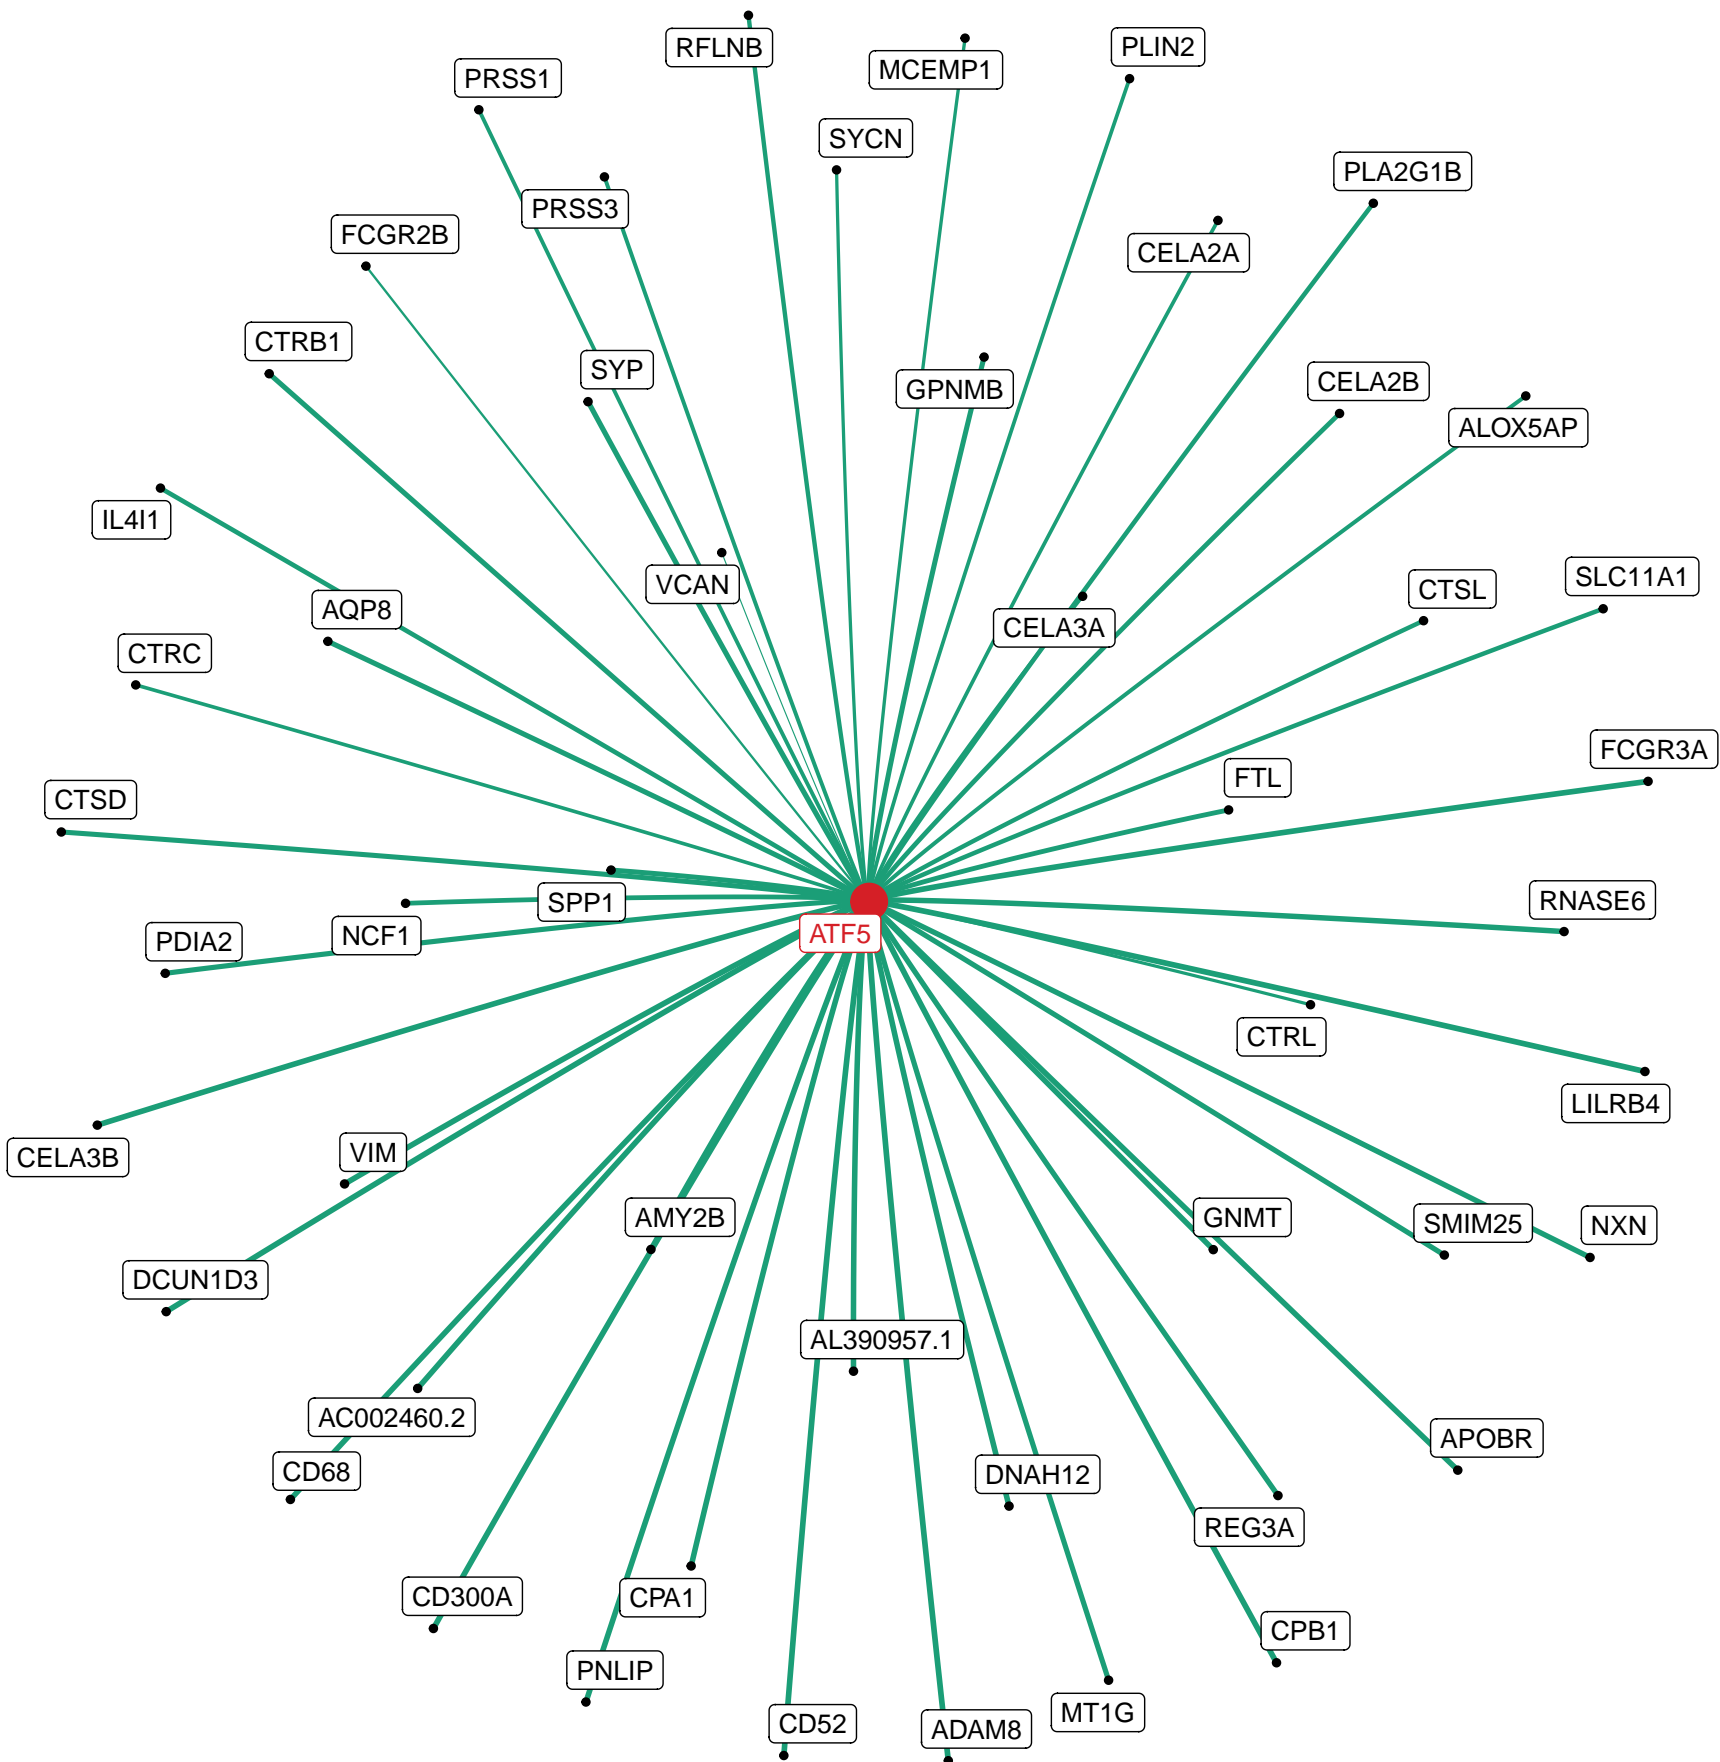 RFLNB
PLIN2
MCEMP1
PRSS1
SYCN
PLA2G1B
PRSS3
FCGR2B
CELA2A
CTRB1
SYP
CELA2B
GPNMB
ALOX5AP
IL4I1
SLC11A1
VCAN
CTSL
AQP8
CELA3A
CTRC
FCGR3A
FTL
CTSD
RNASE6
SPP1
ATF5
NCF1
PDIA2
CTRL
LILRB4
VIM
CELA3B
AMY2B
GNMT
SMIM25
NXN
DCUN1D3
AL390957.1
AC002460.2
APOBR
CD68
DNAH12
REG3A
CD300A
CPA1
CPB1
PNLIP
MT1G
CD52
ADAM8